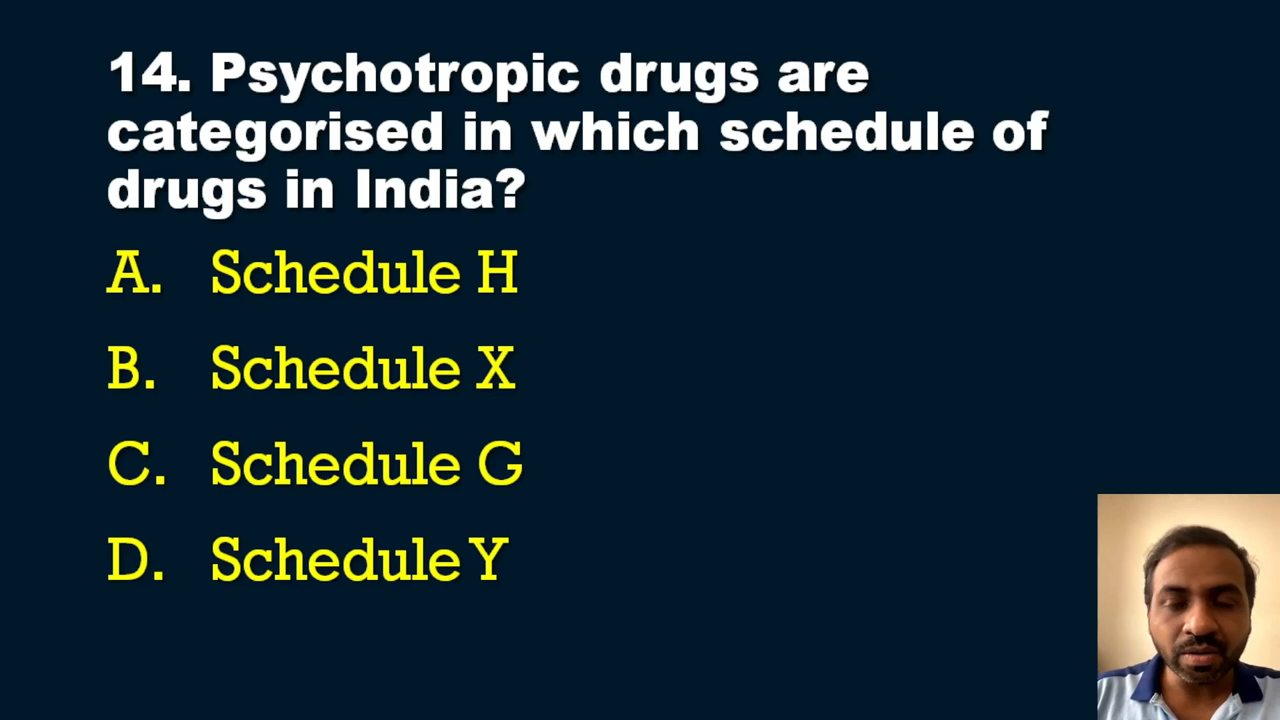 14. Psychotropic drugs are
categorised in which schedule of
drugs in India?
A. Schedule H
B. Schedule X
C. Schedule G
D. Schedule Y